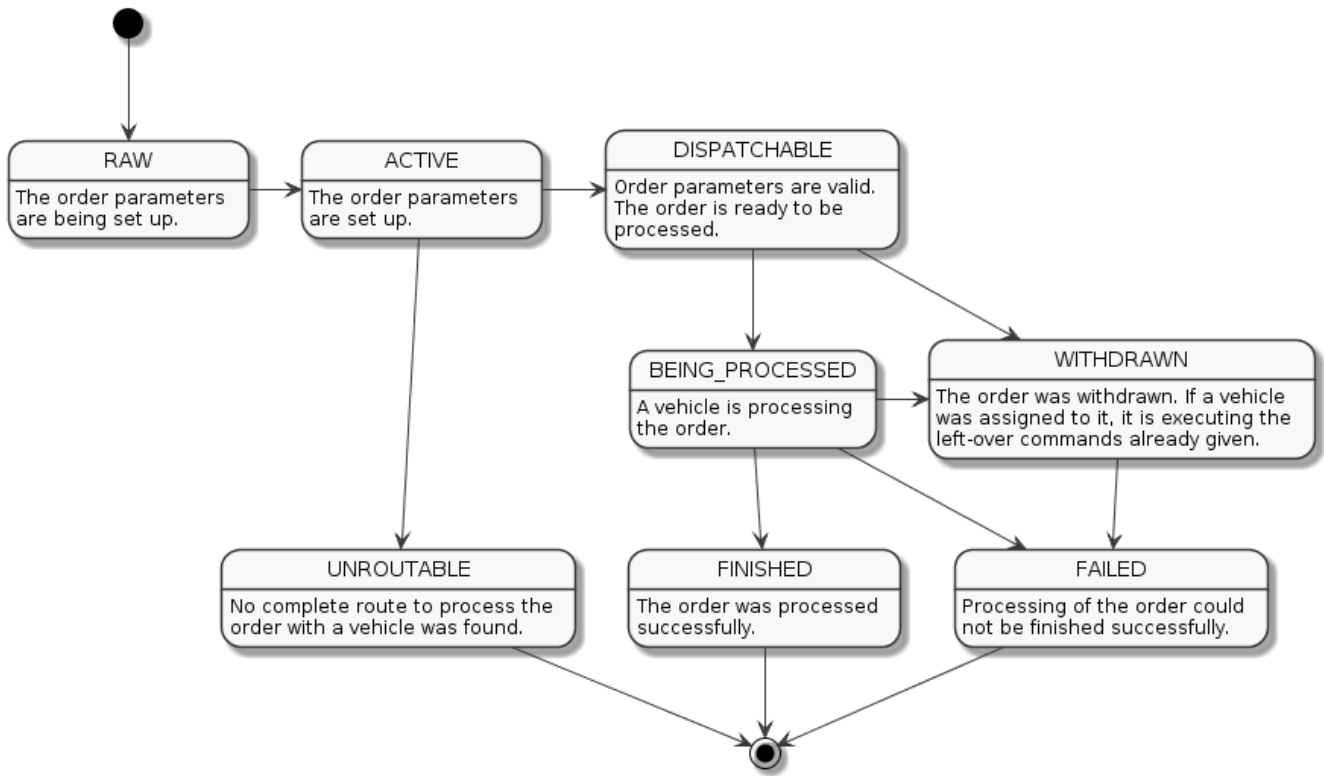 RAW
The order parameters
are being set up.
ACTIVE
The order parameters
are set up.
DISPATCHABLE
Order parameters are valid.
The order is ready to be
processed.
BEING_PROCESSED
A vehicle is processing
the order.
WITHDRAWN
The order was withdrawn. If a vehicle
was assigned to it, it is executing the
left-over commands already given.
UNROUTABLE
No complete route to process the
order with a vehicle was found.
FINISHED
The order was processed
successfully.
FAILED
Processing of the order could
not be finished successfully.